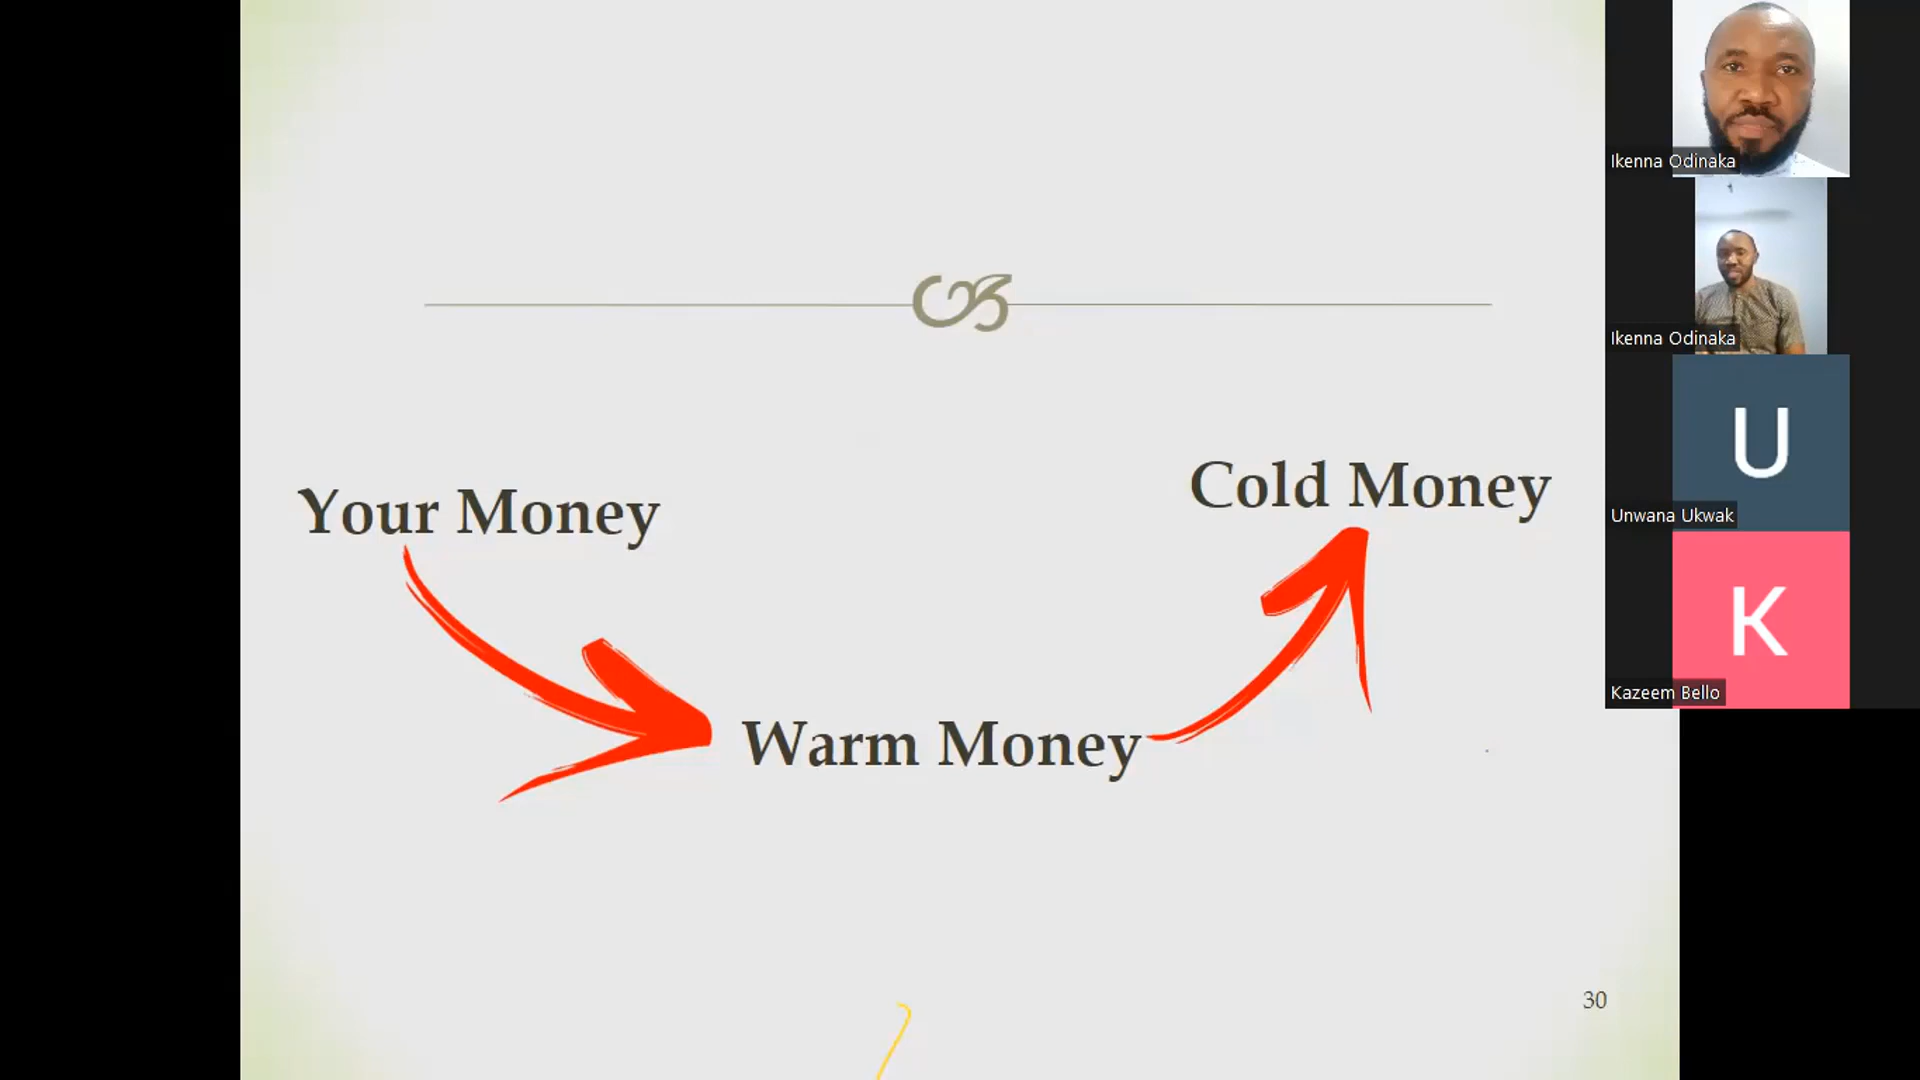 Your Money
Cold Money
Warm Money
30
Ikenna Odinaka
Ikenna Odinaka
U
Unwana Ukwak
K
Kazeem Bello